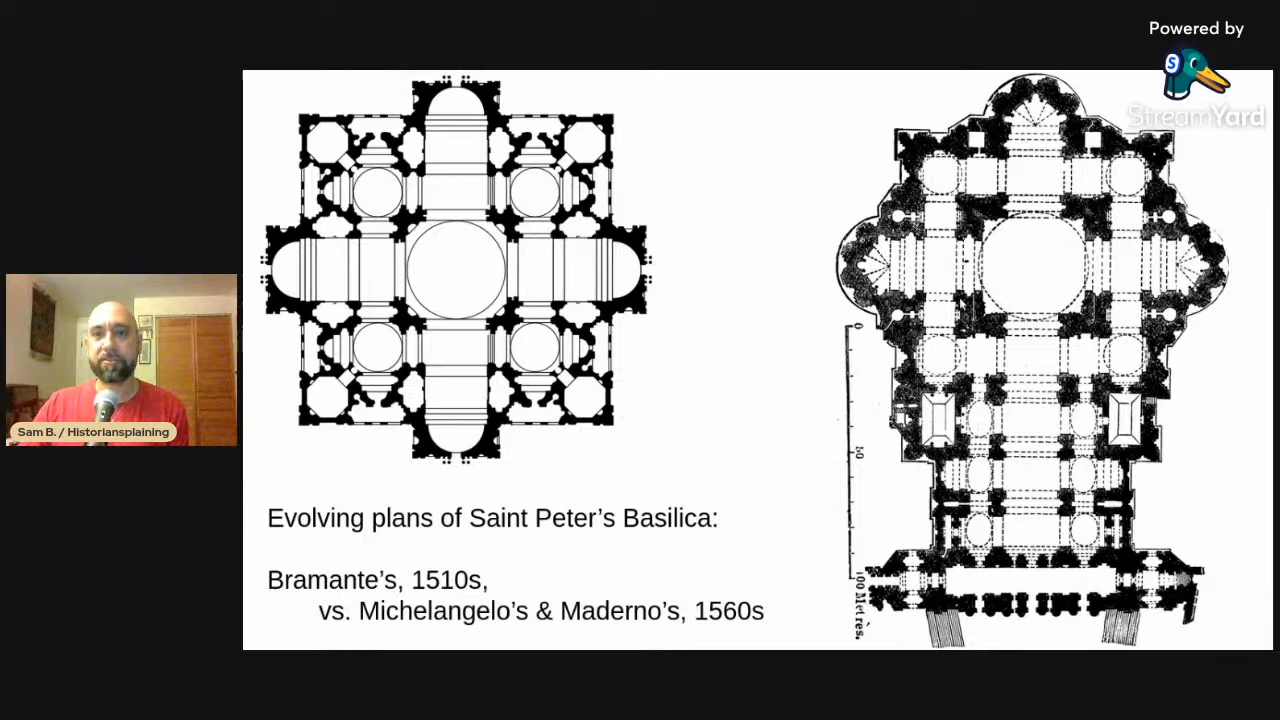 Powered by
S
StreamYard
0
50
100 Metres.
Sam B. / Historiansplaining
Evolving plans of Saint Peter’s Basilica:
Bramante’s, 1510s,
vs. Michelangelo’s & Maderno’s, 1560s